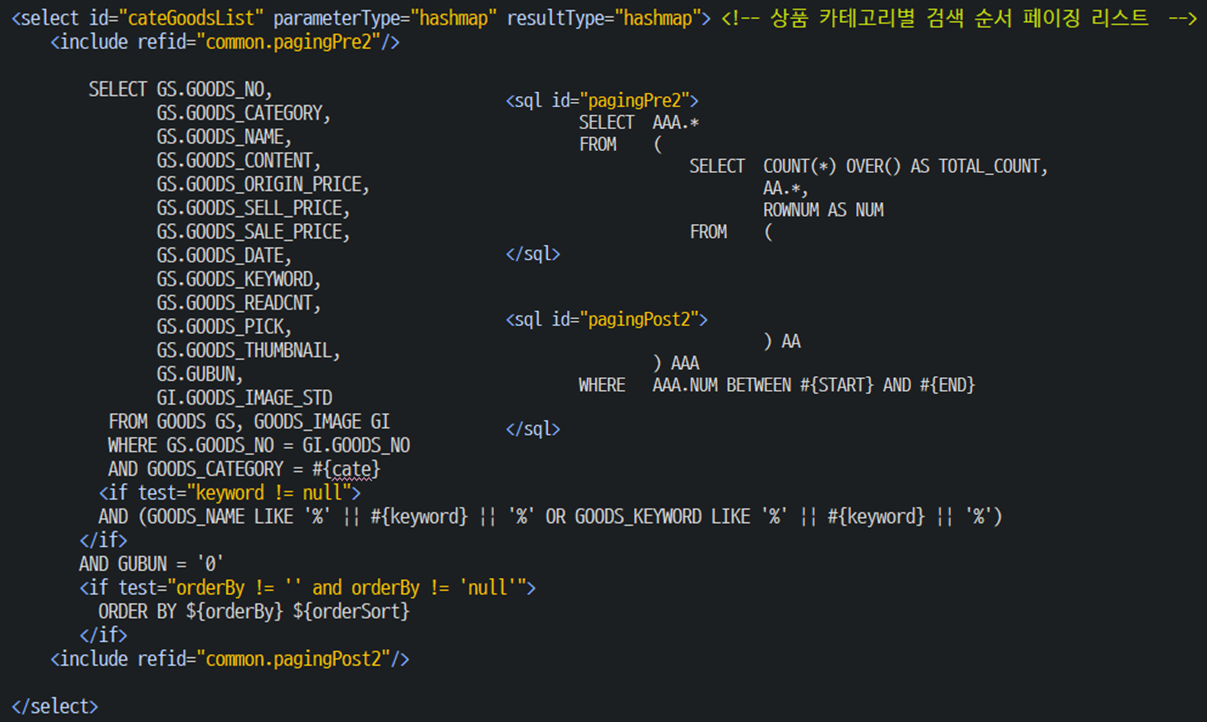 <select id="cateGoodsList" parameterType="hashmap" resultType="hashmap"> <!-- 상품 카테고리별 검색 순서 페이징 리스트  -->
<include refid="common.pagingPre2"/>
SELECT GS.GOODS_NO,
GS.GOODS_CATEGORY,
GS.GOODS_NAME,
GS.GOODS_CONTENT,
GS.GOODS_ORIGIN_PRICE,
GS.GOODS_SELL_PRICE,
GS.GOODS_SALE_PRICE,
GS.GOODS_DATE,
GS.GOODS_KEYWORD,
GS.GOODS_READCNT,
GS.GOODS_PICK,
GS.GOODS_THUMBNAIL,
GS.GUBUN,
GI.GOODS_IMAGE_STD
FROM GOODS GS, GOODS_IMAGE GI
WHERE GS.GOODS_NO = GI.GOODS_NO
AND GOODS_CATEGORY = #{cate}
<if test="keyword != null">
AND (GOODS_NAME LIKE '%' || #{keyword} || '%' OR GOODS_KEYWORD LIKE '%' || #{keyword} || '%')
</if>
AND GUBUN = '0'
<if test="orderBy != '' and orderBy != 'null'">
ORDER BY ${orderBy} ${orderSort}
</if>
<include refid="common.pagingPost2"/>
</select>
<sql id="pagingPre2">
SELECT AAA.*
FROM (
SELECT COUNT(*) OVER() AS TOTAL_COUNT,
AA.*,
ROWNUM AS NUM
FROM (
</sql>
<sql id="pagingPost2">
) AA
) AAA
WHERE AAA.NUM BETWEEN #{START} AND #{END}
</sql>